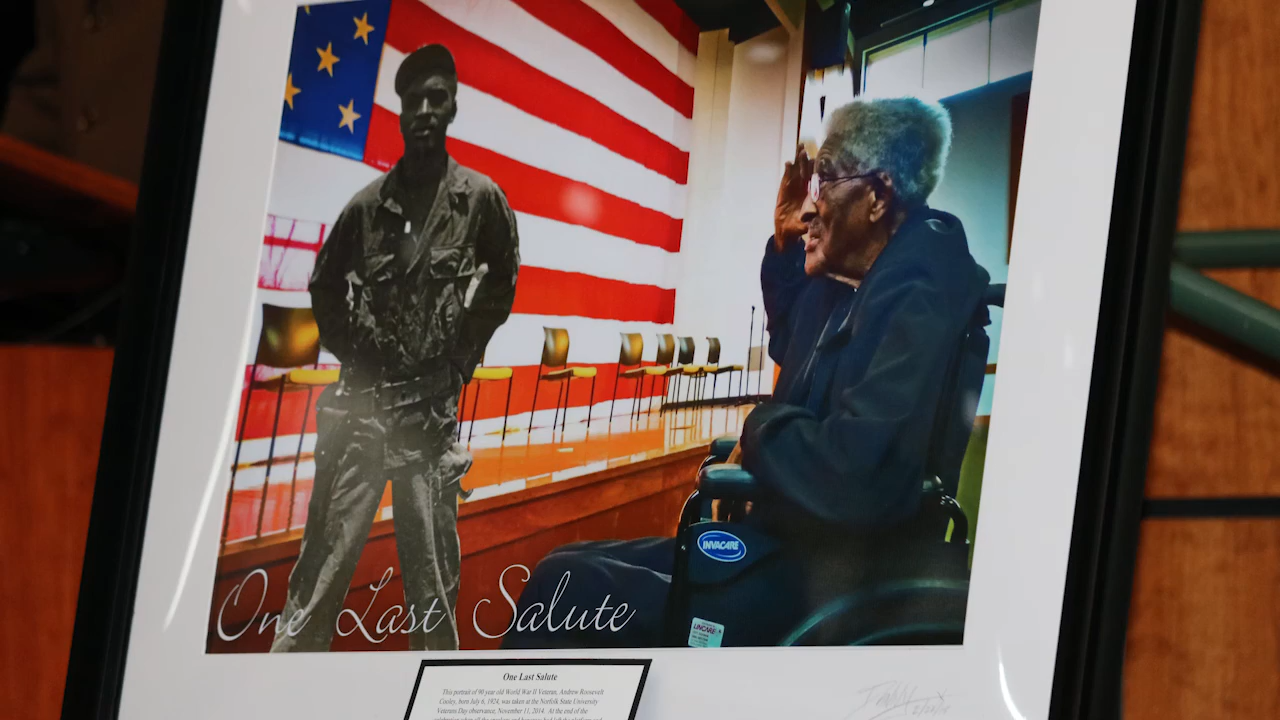 INVACARE
LINCARE
One Last Salute
One Last Salute
This portrait of 90 year old World War II Veteran, Andrew Roosevelt
Cooley, born July 6, 1924, was taken at the Norfolk State University
Veterans Day observance, November 11, 2014. At the end of the